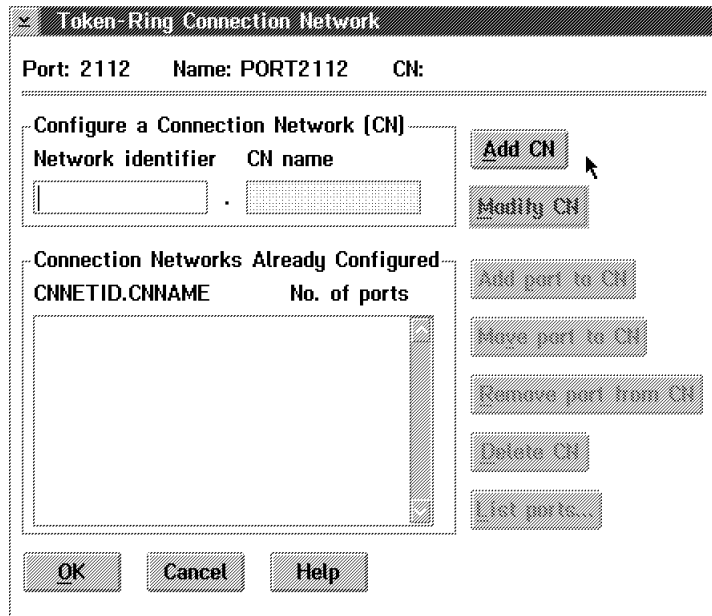 Token-Ring Connection Network
Port: 2112 Name: PORT2112 CN:
Configure a Connection Network (CN)
Network identifier CN name
.
Add CN
Modify CN
Connection Networks Already Configured
CNNETID.CNNAME No. of ports
Add port to CN
Move port to CN
Remove port from CN
Delete CN
List ports...
OK Cancel Help